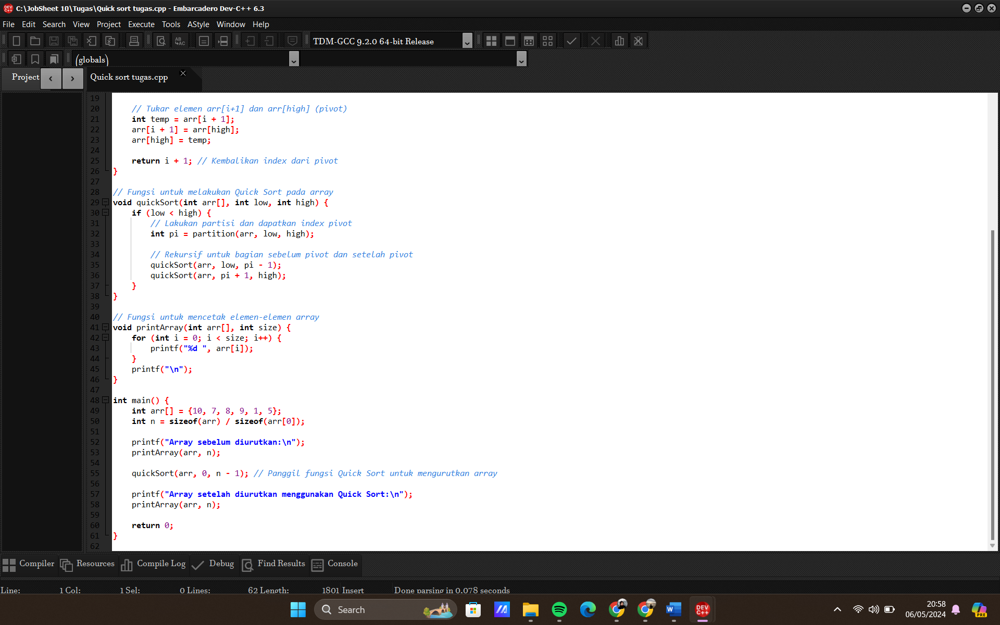 C:\JobSheet 10\Tugas\Quick sort tugas.cpp - Embarcadero Dev-C++ 6.3
File Edit Search View Project Execute Tools AStyle Window Help
TDM-GCC 9.2.0 64-bit Release
(globals)
Project Quick sort tugas.cpp
19
20 // Tukar elemen arr[i+1] dan arr[high] (pivot)
21 int temp = arr[i + 1];
22 arr[i + 1] = arr[high];
23 arr[high] = temp;
24
25 return i + 1; // Kembalikan index dari pivot
26 }
27
28 // Fungsi untuk melakukan Quick Sort pada array
29 void quickSort(int arr[], int low, int high) {
30 if (low < high) {
31 // Lakukan partisi dan dapatkan index pivot
32 int pi = partition(arr, low, high);
33
34 // Rekursif untuk bagian sebelum pivot dan setelah pivot
35 quickSort(arr, low, pi - 1);
36 quickSort(arr, pi + 1, high);
37 }
38 }
39
40 // Fungsi untuk mencetak elemen-elemen array
41 void printArray(int arr[], int size) {
42 for (int i = 0; i < size; i++) {
43 printf("%d ", arr[i]);
44 }
45 printf("\n");
46 }
47
48 int main() {
49 int arr[] = {10, 7, 8, 9, 1, 5};
50 int n = sizeof(arr) / sizeof(arr[0]);
51
52 printf("Array sebelum diurutkan:\n");
53 printArray(arr, n);
54
55 quickSort(arr, 0, n - 1); // Panggil fungsi Quick Sort untuk mengurutkan array
56
57 printf("Array setelah diurutkan menggunakan Quick Sort:\n");
58 printArray(arr, n);
59
60 return 0;
61 }
62
Compiler Resources Compile Log Debug Find Results Console
Line: 1 Col: 1 Sel: 0 Lines: 62 Length: 1801 Insert Done parsing in 0.078 seconds
Search
20:58
06/05/2024